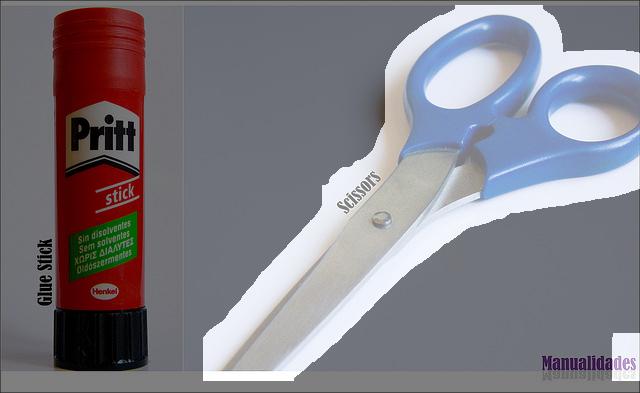 Pritt
stick
Sin disolventes
Sem solventes
ΧΩΡΙΣ ΔΙΑΛΥΤΕΣ
Oldószermentes
Henkel
Glue Stick
Scissors
Manualidades